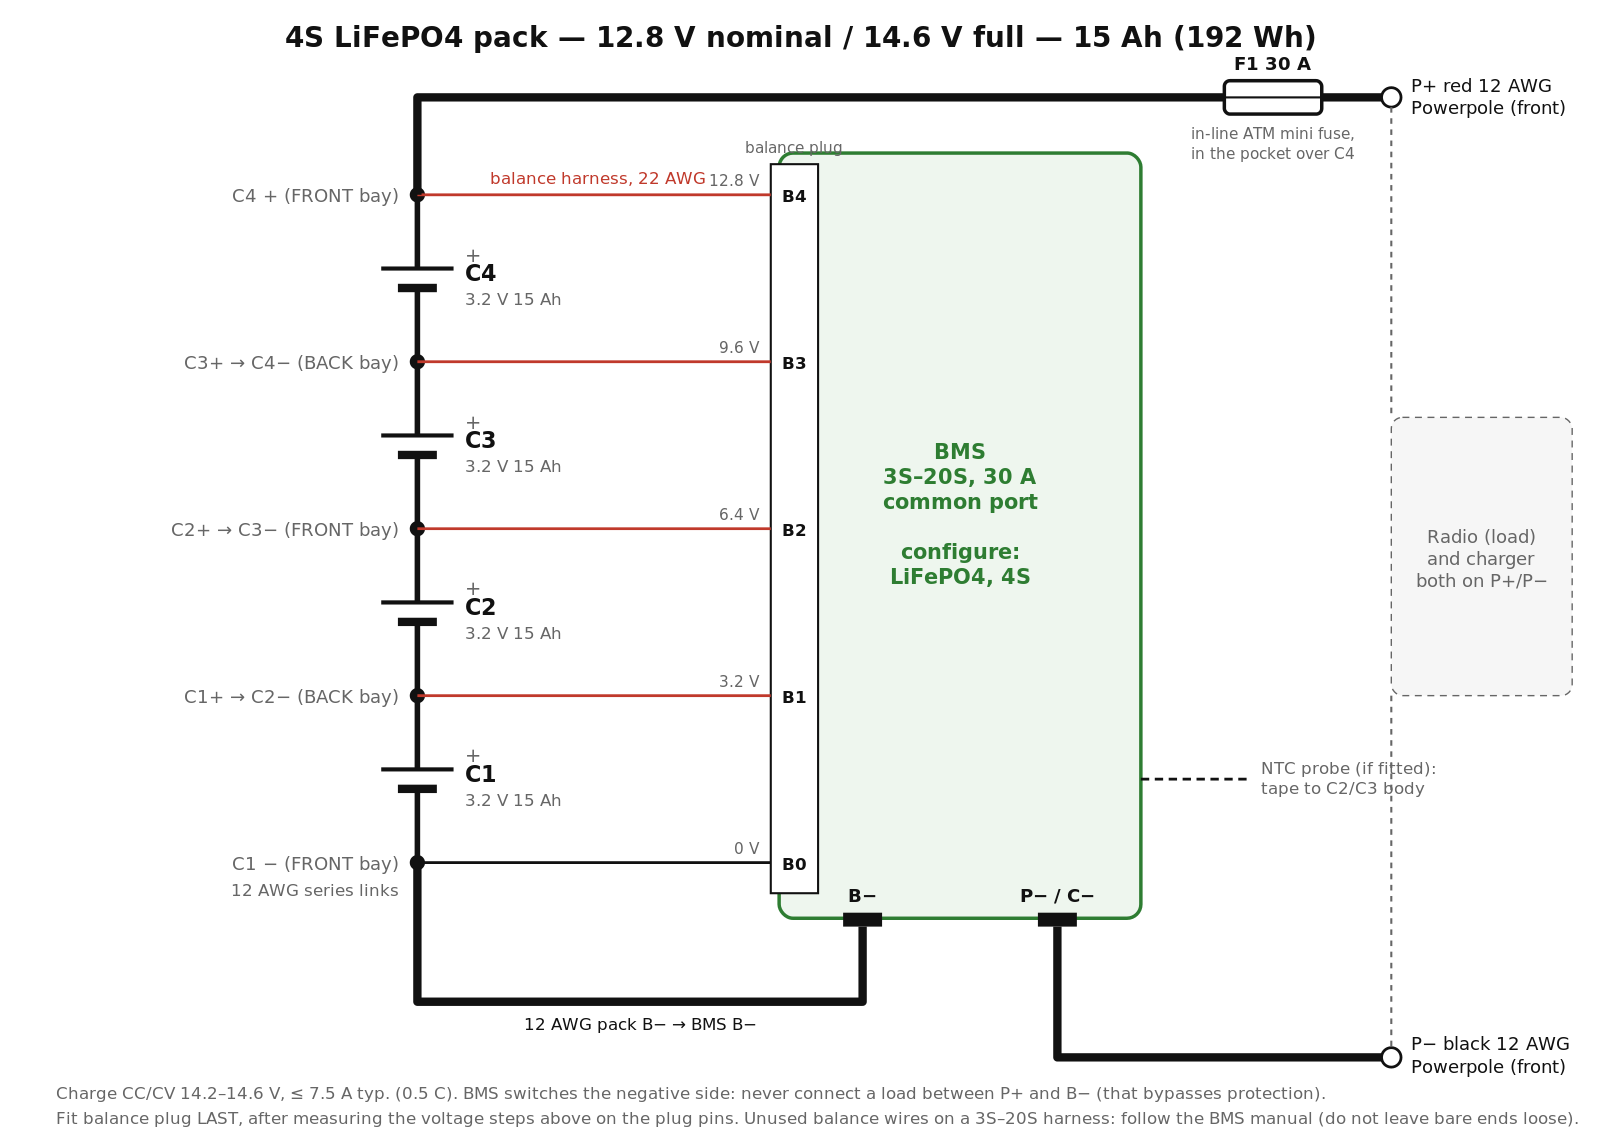 4S LiFePO4 pack — 12.8 V nominal / 14.6 V full — 15 Ah (192 Wh)
F1 30 A
P+ red 12 AWG
Powerpole (front)
in-line ATM mini fuse,
in the pocket over C4
balance plug
balance harness, 22 AWG
12.8 V
C4 + (FRONT bay)
B4
+
C4
3.2 V 15 Ah
9.6 V
C3+ → C4− (BACK bay)
B3
+
C3
3.2 V 15 Ah
BMS
3S–20S, 30 A
common port
configure:
LiFePO4, 4S
6.4 V
C2+ → C3− (FRONT bay)
B2
Radio (load)
and charger
both on P+/P−
+
C2
3.2 V 15 Ah
3.2 V
C1+ → C2− (BACK bay)
B1
+
C1
3.2 V 15 Ah
NTC probe (if fitted):
tape to C2/C3 body
0 V
C1 − (FRONT bay)
B0
12 AWG series links
B−
P− / C−
12 AWG pack B− → BMS B−
P− black 12 AWG
Powerpole (front)
Charge CC/CV 14.2–14.6 V, ≤ 7.5 A typ. (0.5 C). BMS switches the negative side: never connect a load between P+ and B− (that bypasses protection).
Fit balance plug LAST, after measuring the voltage steps above on the plug pins. Unused balance wires on a 3S–20S harness: follow the BMS manual (do not leave bare ends loose).